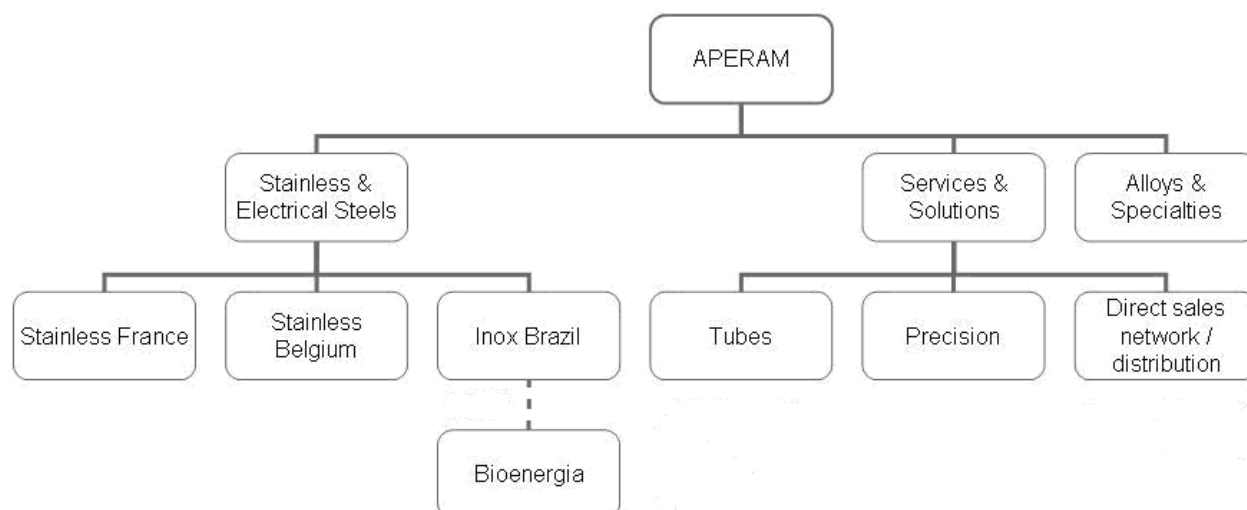 APERAM
Stainless &
Electrical Steels
Services &
Solutions
Alloys &
Specialties
Stainless France
Stainless
Belgium
Inox Brazil
Tubes
Precision
Direct sales
network /
distribution
Bioenergia